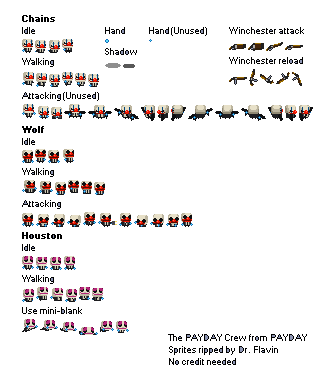 Chains
Idle
Hand
Hand(Unused)
Winchester attack
Shadow
Walking
Winchester reload
Attacking(Unused)
Wolf
Idle
Walking
Attacking
Houston
Idle
Walking
Use mini-blank
The PAYDAY Crew from PAYDAY
Sprites ripped by Dr. Flavin
No credit needed